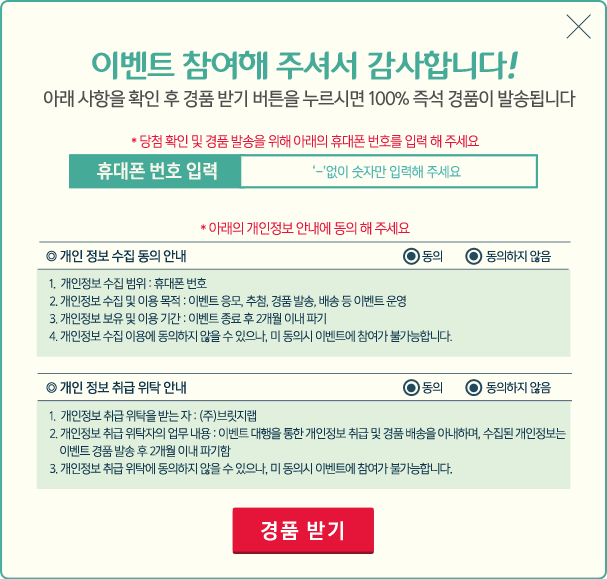 이벤트 참여해 주셔서 감사합니다!
아래 사항을 확인 후 경품 받기 버튼을 누르시면 100% 즉석 경품이 발송됩니다
* 당첨 확인 및 경품 발송을 위해 아래의 휴대폰 번호를 입력 해 주세요
휴대폰 번호 입력 '-'없이 숫자만 입력해 주세요
* 아래의 개인정보 안내에 동의 해 주세요
◎ 개인 정보 수집 동의 안내 ◉ 동의 ◉ 동의하지 않음
1. 개인정보 수집 범위 : 휴대폰 번호
2. 개인정보 수집 및 이용 목적 : 이벤트 응모, 추첨, 경품 발송, 배송 등 이벤트 운영
3. 개인정보 보유 및 이용 기간 : 이벤트 종료 후 2개월 이내 파기
4. 개인정보 수집 이용에 동의하지 않을 수 있으나, 미 동의시 이벤트에 참여가 불가능합니다.
◎ 개인 정보 취급 위탁 안내 ◉ 동의 ◉ 동의하지 않음
1. 개인정보 취급 위탁을 받는 자 : (주)브릿지랩
2. 개인정보 취급 위탁자의 업무 내용 : 이벤트 대행을 통한 개인정보 취급 및 경품 배송을 아내하며, 수집된 개인정보는
이벤트 경품 발송 후 2개월 이내 파기함
3. 개인정보 취급 위탁에 동의하지 않을 수 있으나, 미 동의시 이벤트에 참여가 불가능합니다.
경품 받기